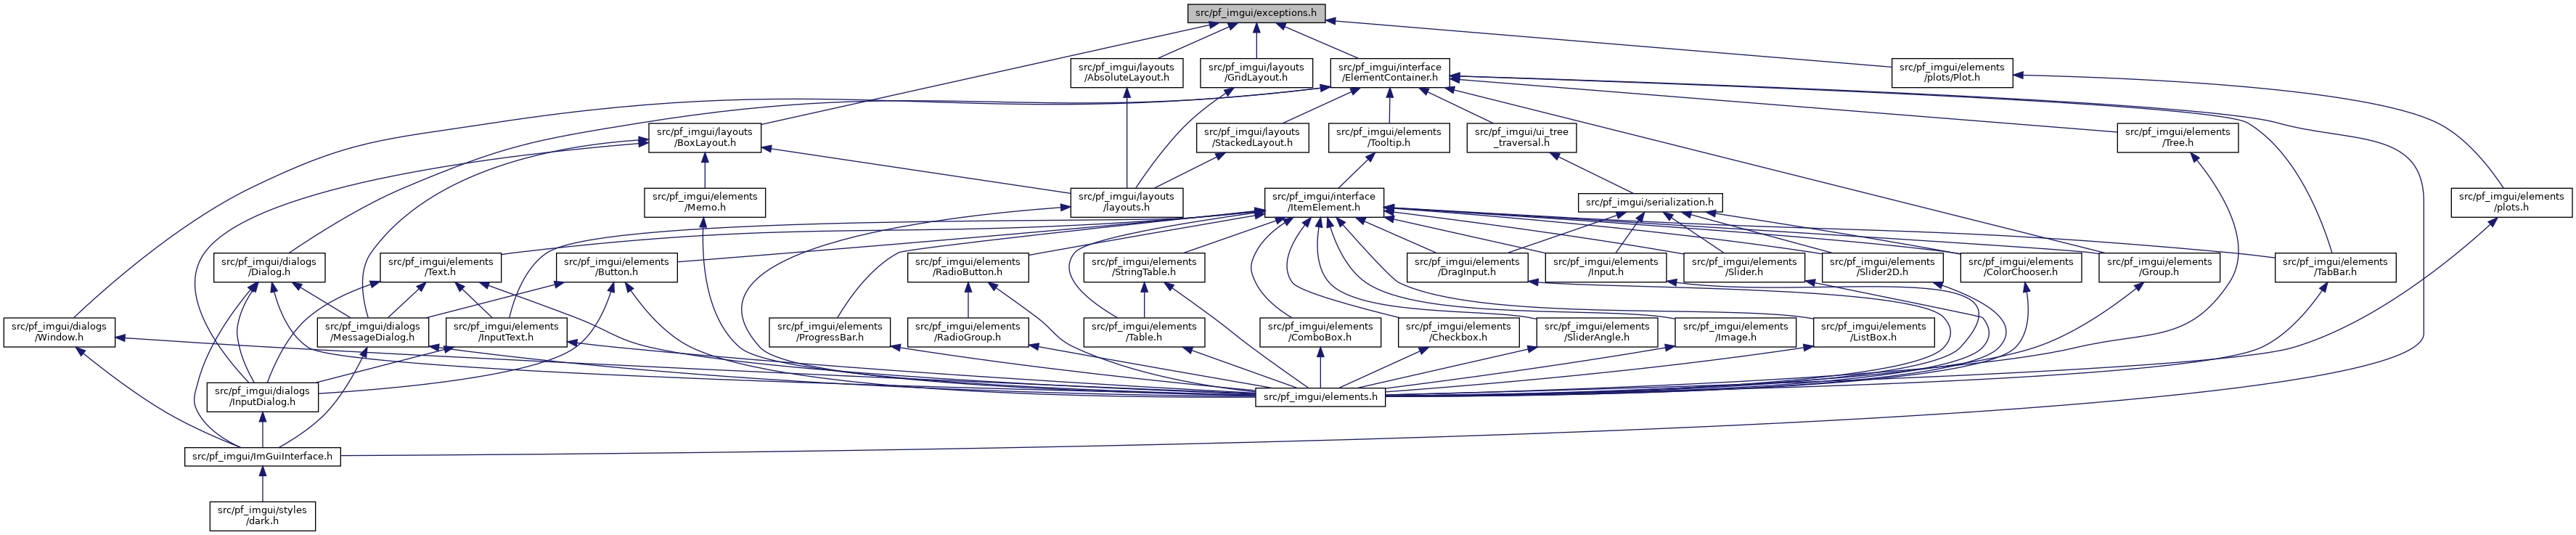 src/pf_imgui/exceptions.h
src/pf_imgui/layouts
/AbsoluteLayout.h
src/pf_imgui/layouts
/GridLayout.h
src/pf_imgui/interface
/ElementContainer.h
src/pf_imgui/elements
/plots/Plot.h
src/pf_imgui/layouts
/BoxLayout.h
src/pf_imgui/layouts
/StackedLayout.h
src/pf_imgui/elements
/Tooltip.h
src/pf_imgui/ui_tree
_traversal.h
src/pf_imgui/elements
/Tree.h
src/pf_imgui/elements
/Memo.h
src/pf_imgui/layouts
/layouts.h
src/pf_imgui/interface
/ItemElement.h
src/pf_imgui/serialization.h
src/pf_imgui/elements
/plots.h
src/pf_imgui/dialogs
/Dialog.h
src/pf_imgui/elements
/Text.h
src/pf_imgui/elements
/Button.h
src/pf_imgui/elements
/RadioButton.h
src/pf_imgui/elements
/StringTable.h
src/pf_imgui/elements
/DragInput.h
src/pf_imgui/elements
/Input.h
src/pf_imgui/elements
/Slider.h
src/pf_imgui/elements
/Slider2D.h
src/pf_imgui/elements
/ColorChooser.h
src/pf_imgui/elements
/Group.h
src/pf_imgui/elements
/TabBar.h
src/pf_imgui/dialogs
/Window.h
src/pf_imgui/dialogs
/MessageDialog.h
src/pf_imgui/elements
/InputText.h
src/pf_imgui/elements
/ProgressBar.h
src/pf_imgui/elements
/RadioGroup.h
src/pf_imgui/elements
/Table.h
src/pf_imgui/elements
/ComboBox.h
src/pf_imgui/elements
/Checkbox.h
src/pf_imgui/elements
/SliderAngle.h
src/pf_imgui/elements
/Image.h
src/pf_imgui/elements
/ListBox.h
src/pf_imgui/dialogs
/InputDialog.h
src/pf_imgui/elements.h
src/pf_imgui/ImGuiInterface.h
src/pf_imgui/styles
/dark.h